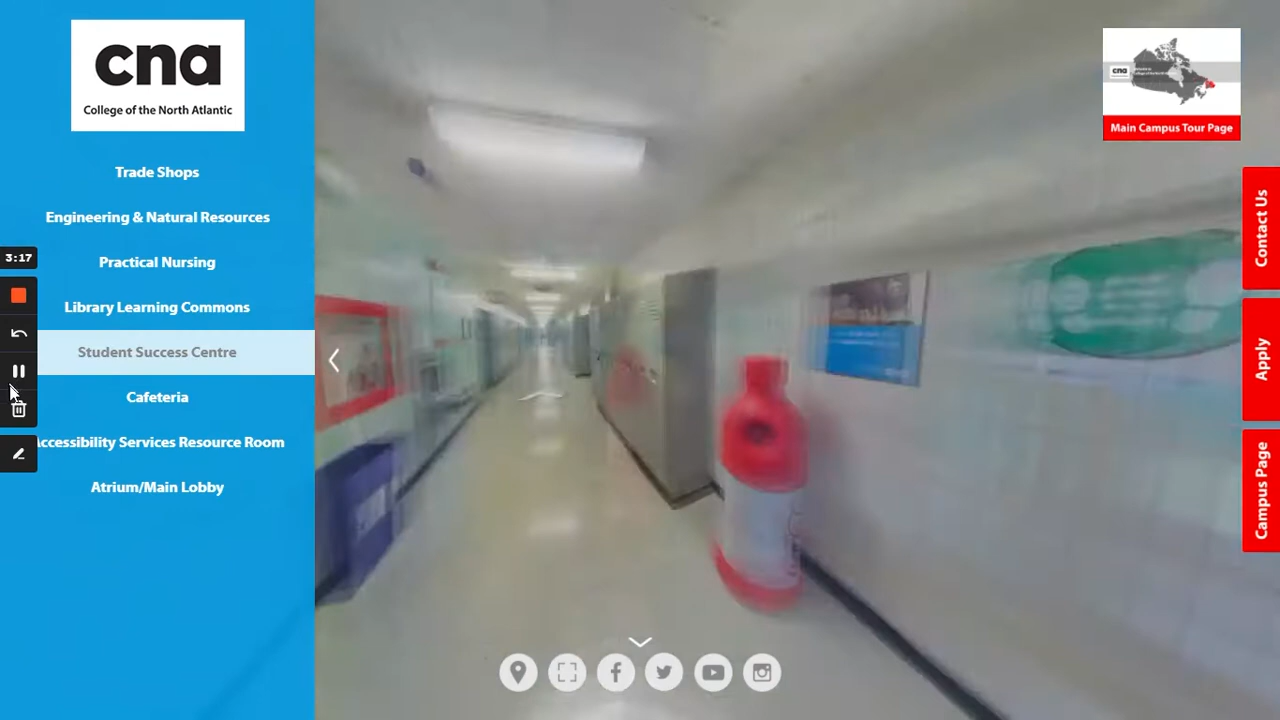 cna
College of the North Atlantic
Trade Shops
Engineering & Natural Resources
Practical Nursing
Library Learning Commons
Student Success Centre
Cafeteria
Accessibility Services Resource Room
Atrium/Main Lobby
3:17
cna
Main Campus Tour Page
Contact Us
Apply
Campus Page